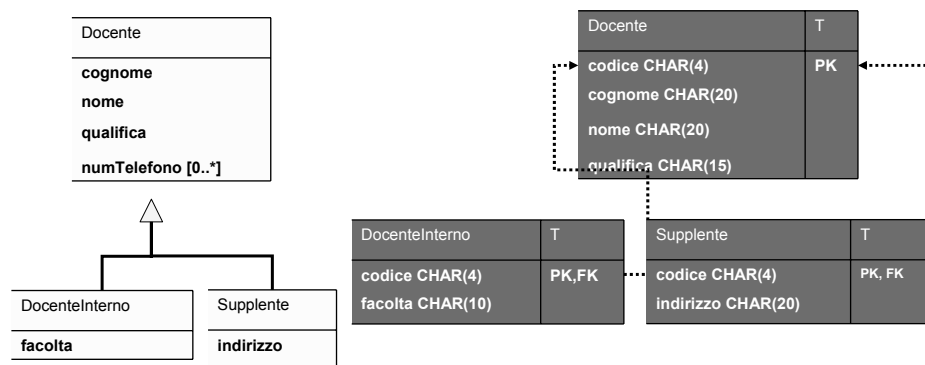 Docente
cognome
nome
qualifica
numTelefono [0..*]
DocenteInterno
facolta
Supplente
indirizzo
Docente T
codice CHAR(4) PK
cognome CHAR(20)
nome CHAR(20)
qualifica CHAR(15)
DocenteInterno T
codice CHAR(4) PK,FK
facolta CHAR(10)
Supplente T
codice CHAR(4) PK, FK
indirizzo CHAR(20)